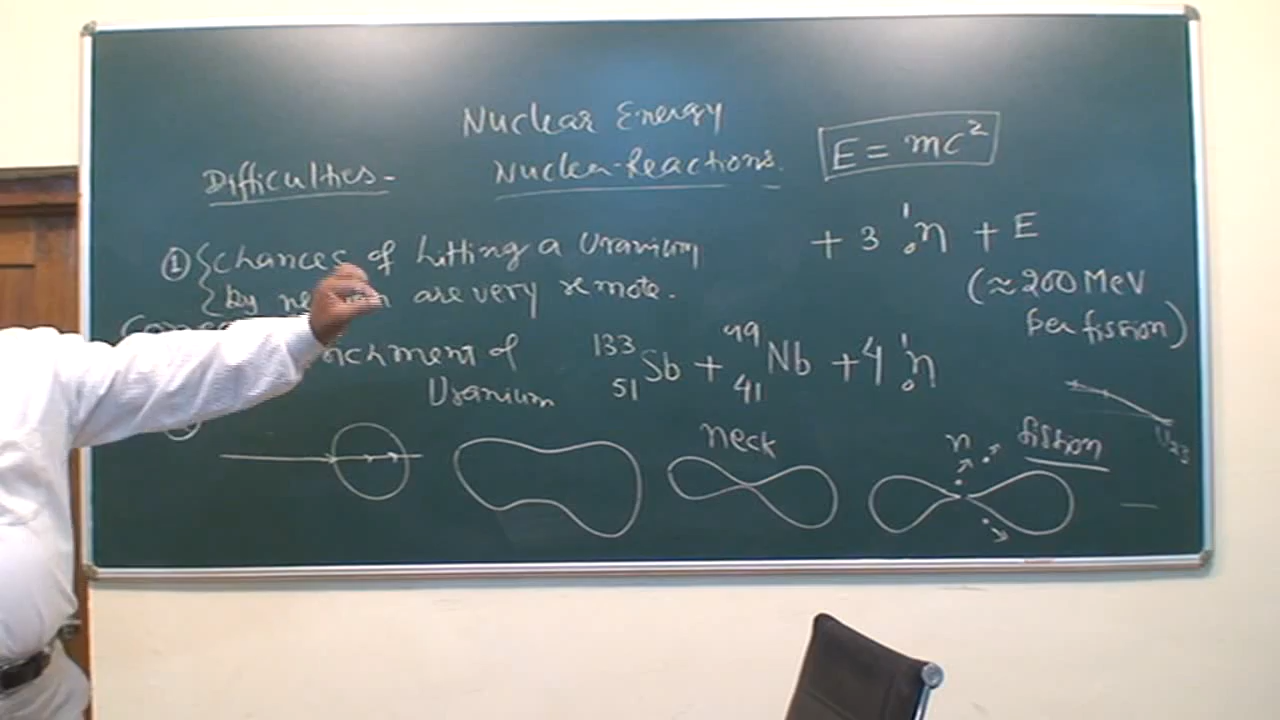 Nuclear Energy
Nuclear Reactions.
E = mc²
Difficulties-
+ 3 ¹₀n + E
① Chances of hitting a Uranium
by are very remote.
(≈200 MeV
per fission)
of
Uranium
¹³³₅₁Sb + ⁹⁹₄₁Nb + 4 ¹₀n
neck
n
fission